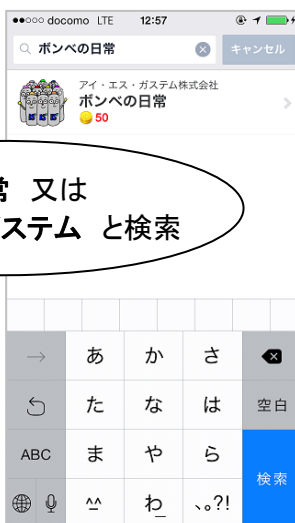 docomo LTE 12:57
ボンベの日常 キャンセル
アイ・エス・ガステム株式会社
ボンベの日常
50
常 又は
ステム と検索
→ あ か さ
た な は 空白
ABC ま や ら
検索
^^ わ_ 、。?!